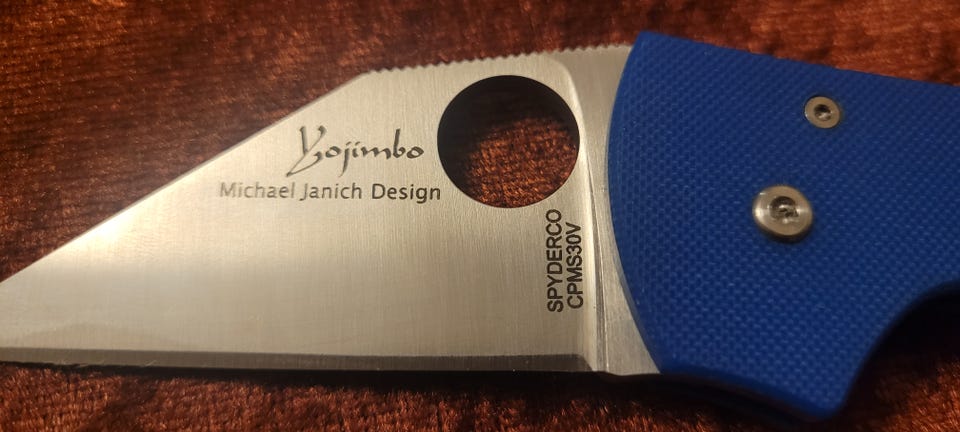 Yojimbo
Michael Janich Design
SPYDERCO
CPMS30V